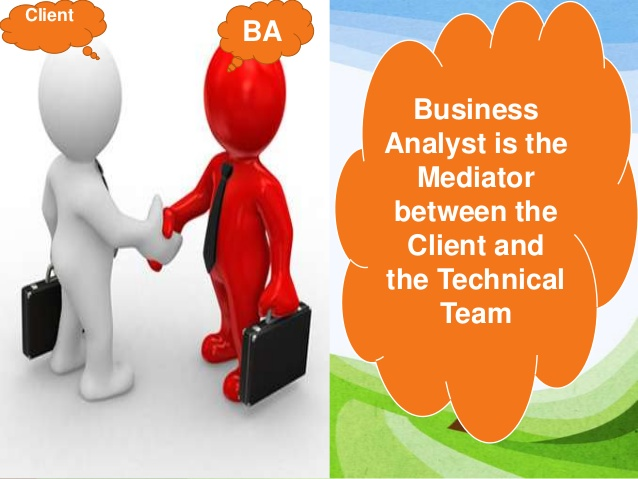 Client
BA
Business
Analyst is the
Mediator
between the
Client and
the Technical
Team